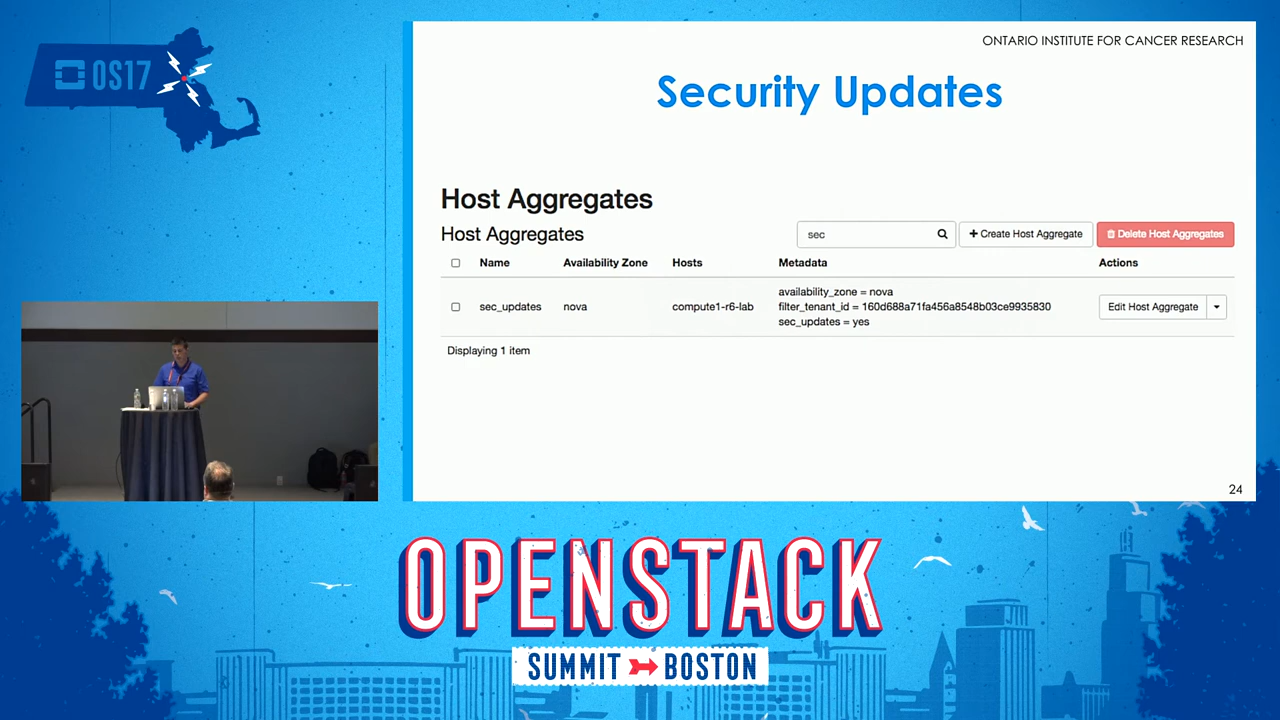 OS17
ONTARIO INSTITUTE FOR CANCER RESEARCH
Security Updates
Host Aggregates
Host Aggregates
sec
+ Create Host Aggregate
Delete Host Aggregates
Name Availability Zone Hosts Metadata Actions
sec_updates nova compute1-r6-lab
availability_zone = nova
filter_tenant_id = 160d688a71fa456a8548b03ce9935830
sec_updates = yes
Edit Host Aggregate
Displaying 1 item
24
OPENSTACK
SUMMIT BOSTON